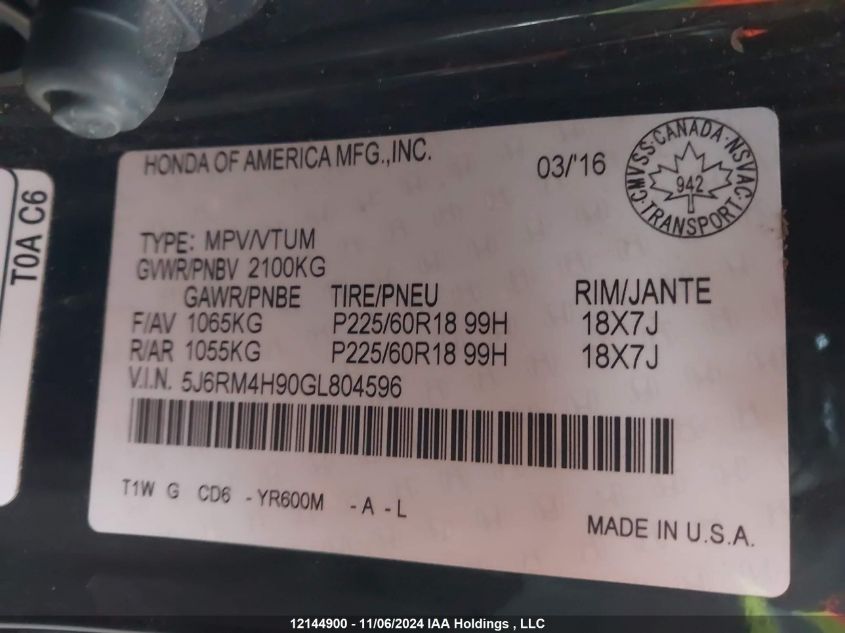 HONDA OF AMERICA MFG.,INC.
03/'16
CMVSS·CANADA·NSVAC
942
TRANSPORT
T0A C6
TYPE: MPV/VTUM
GVWR/PNBV 2100KG
GAWR/PNBE TIRE/PNEU RIM/JANTE
F/AV 1065KG P225/60R18 99H 18X7J
R/AR 1055KG P225/60R18 99H 18X7J
V.I.N. 5J6RM4H90GL804596
T1W G CD6 - YR600M - A - L
MADE IN U.S.A.
12144900 - 11/06/2024 IAA Holdings , LLC